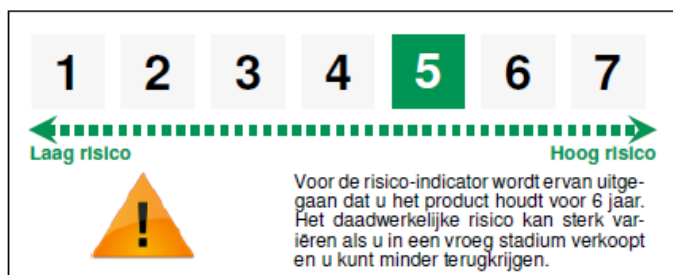 1 2 3 4 5 6 7
Laag risico Hoog risico
!
Voor de risico-indicator wordt ervan uitge-
gaan dat u het product houdt voor 6 jaar.
Het daadwerkelijke risico kan sterk var-
iëren als u in een vroeg stadium verkoopt
en u kunt minder terugkrijgen.